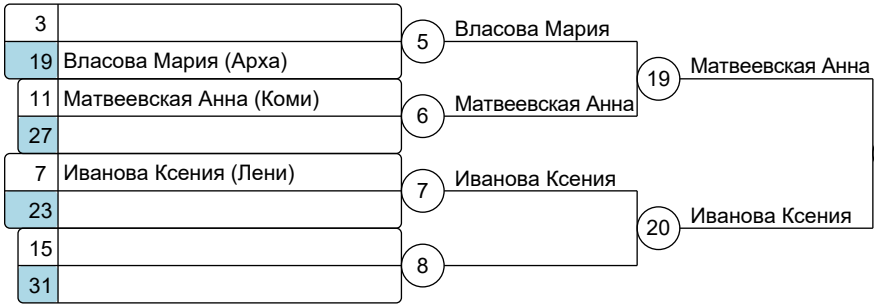 3
5
Власова Мария
19 Власова Мария (Арха)
19
Матвеевская Анна
11 Матвеевская Анна (Коми)
6
Матвеевская Анна
27
7 Иванова Ксения (Лени)
7
Иванова Ксения
23
20
Иванова Ксения
15
8
31